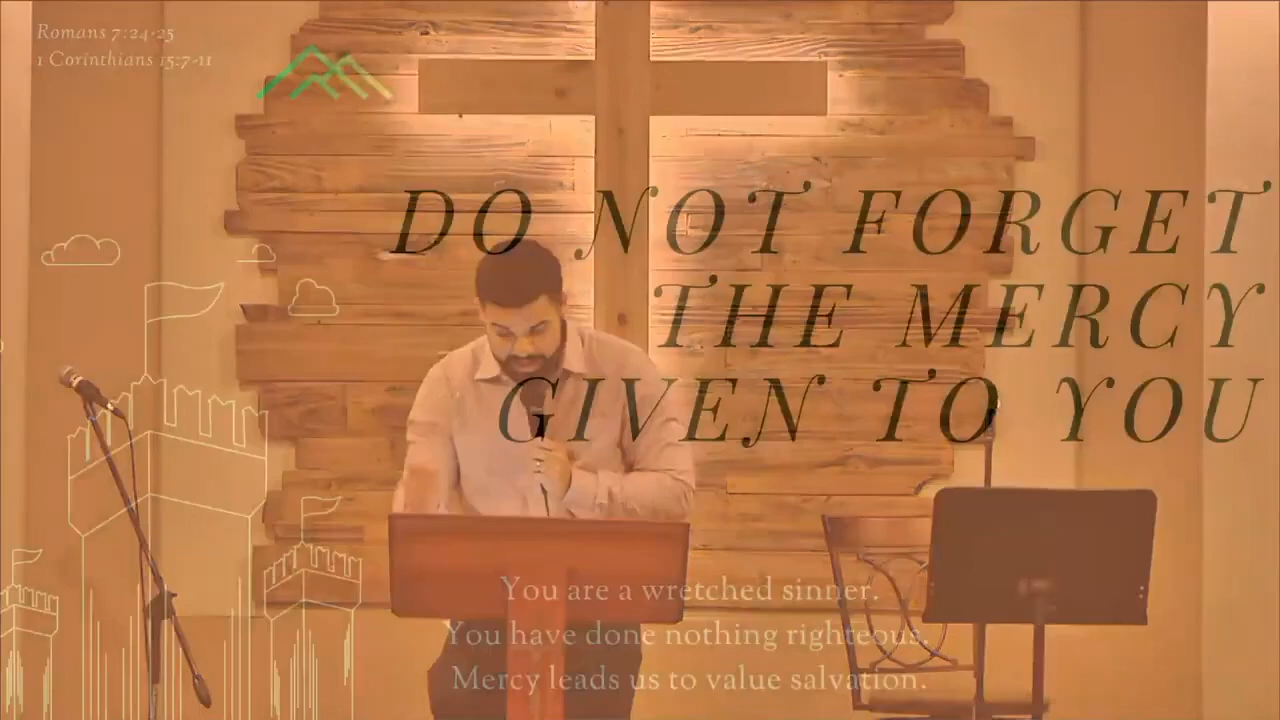 Romans 7:24-25
1 Corinthians 15:7-11
DO NOT FORGET
THE MERCY
GIVEN TO YOU
You are a wretched sinner.
You have done nothing righteous.
Mercy leads us to value salvation.